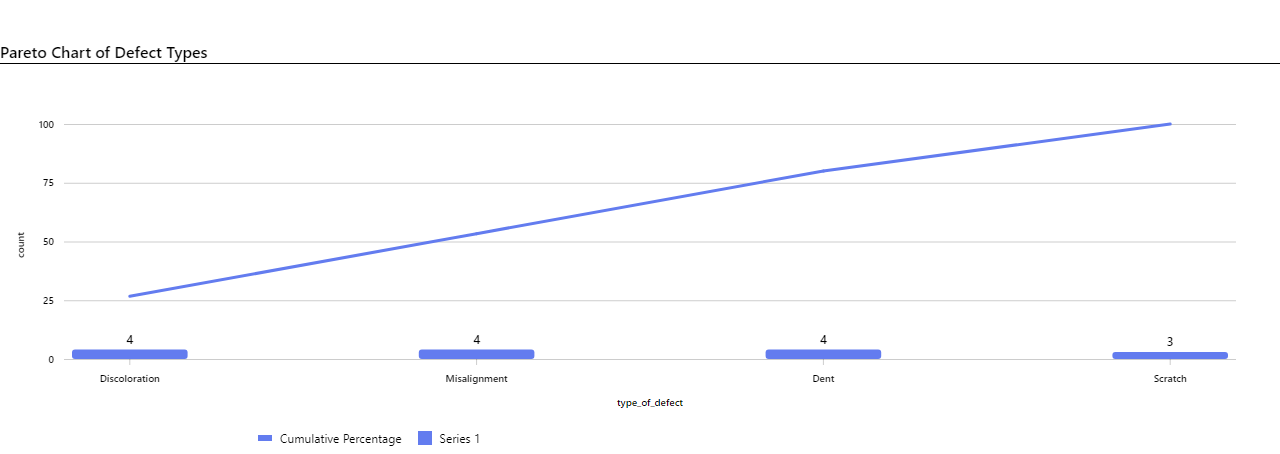 Pareto Chart of Defect Types
100
75
50
25
0
count
4 4 4 3
Discoloration Misalignment Dent Scratch
type_of_defect
Cumulative Percentage Series 1